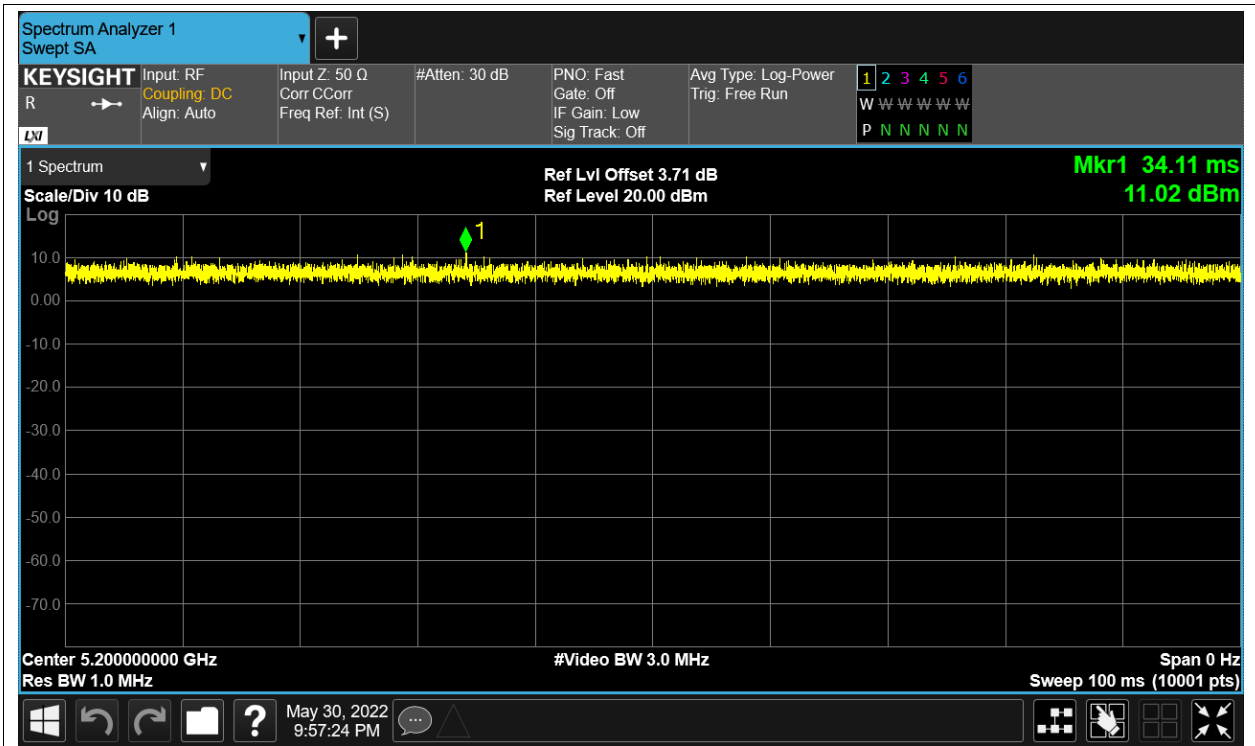 Spectrum Analyzer 1
Swept SA
KEYSIGHT
R
LXI
Input: RF
Coupling: DC
Align: Auto
Input Z: 50 Ω
Corr CCorr
Freq Ref: Int (S)
#Atten: 30 dB
PNO: Fast
Gate: Off
IF Gain: Low
Sig Track: Off
Avg Type: Log-Power
Trig: Free Run
1 2 3 4 5 6
W W W W W W
P N N N N N
1 Spectrum
Scale/Div 10 dB
Log
Ref Lvl Offset 3.71 dB
Ref Level 20.00 dBm
Mkr1 34.11 ms
11.02 dBm
1
10.0
0.00
-10.0
-20.0
-30.0
-40.0
-50.0
-60.0
-70.0
Center 5.200000000 GHz
Res BW 1.0 MHz
#Video BW 3.0 MHz
Span 0 Hz
Sweep 100 ms (10001 pts)
?
May 30, 2022
9:57:24 PM